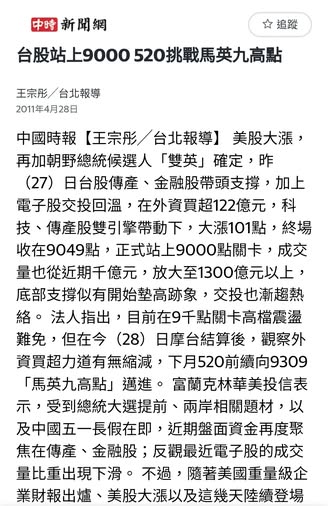 中時 新聞網
☆ 追蹤
台股站上9000 520挑戰馬英九高點
王宗彤╱台北報導
2011年4月28日
中國時報【王宗彤╱台北報導】 美股大漲，
再加朝野總統候選人「雙英」確定，昨
（27）日台股傳產、金融股帶頭支撐，加上
電子股交投回溫，在外資買超122億元，科
技、傳產股雙引擎帶動下，大漲101點，終場
收在9049點，正式站上9000點關卡，成交
量也從近期千億元，放大至1300億元以上，
底部支撐似有開始墊高跡象，交投也漸趨熱
絡。 法人指出，目前在9千點關卡高檔震盪
難免，但在今（28）日摩台結算後，觀察外
資買超力道有無縮減，下月520前續向9309
「馬英九高點」邁進。 富蘭克林華美投信表
示，受到總統大選提前、兩岸相關題材，以
及中國五一長假在即，近期盤面資金再度聚
焦在傳產、金融股；反觀最近電子股的成交
量比重出現下滑。 不過，隨著美國重量級企
業財報出爐、美股大漲以及這幾天陸續登場